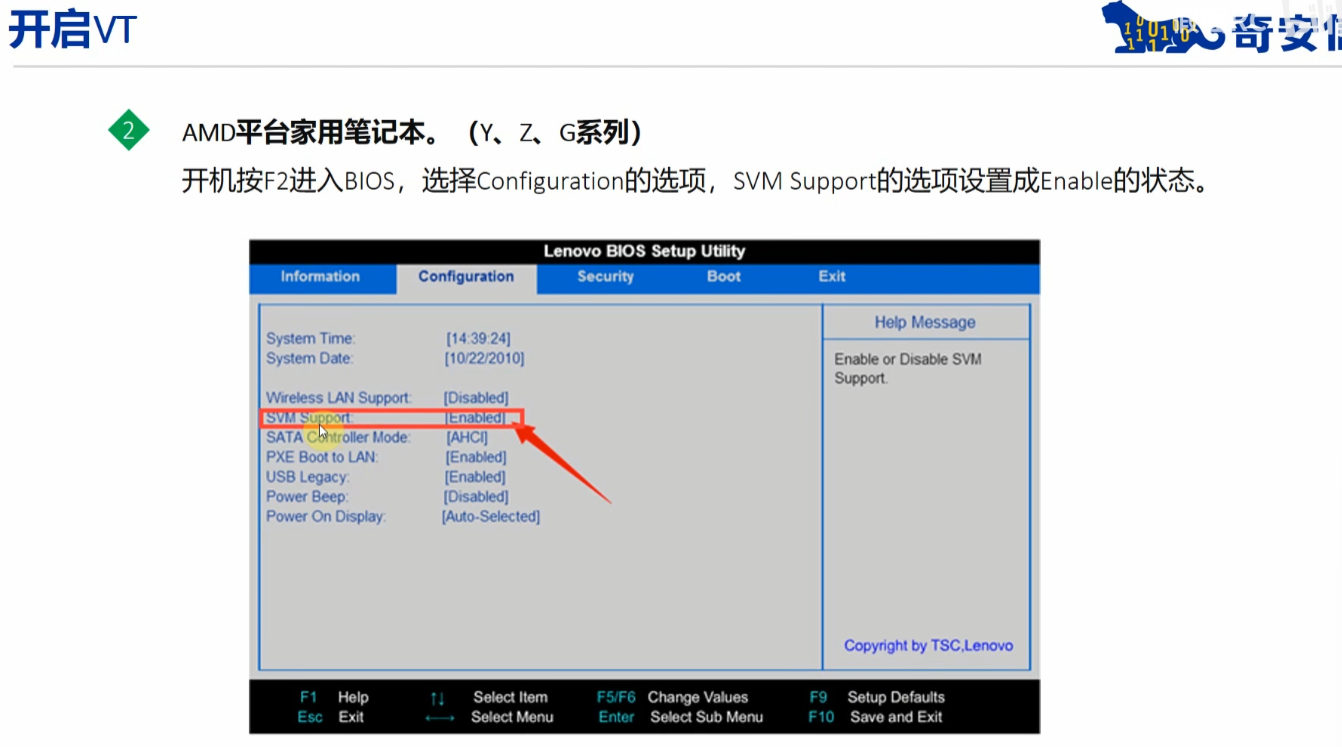 开启VT
奇安信
2
AMD平台家用笔记本。（Y、Z、G系列）
开机按F2进入BIOS，选择Configuration的选项，SVM Support的选项设置成Enable的状态。
Lenovo BIOS Setup Utility
Information Configuration Security Boot Exit
System Time: [14:39:24]
System Date: [10/22/2010]
Wireless LAN Support: [Disabled]
SVM Support: [Enabled]
SATA Controller Mode: [AHCI]
PXE Boot to LAN: [Enabled]
USB Legacy: [Enabled]
Power Beep: [Disabled]
Power On Display: [Auto-Selected]
Help Message
Enable or Disable SVM
Support.
Copyright by TSC,Lenovo
F1 Help ↑↓ Select Item F5/F6 Change Values F9 Setup Defaults
Esc Exit ←→ Select Menu Enter Select Sub Menu F10 Save and Exit